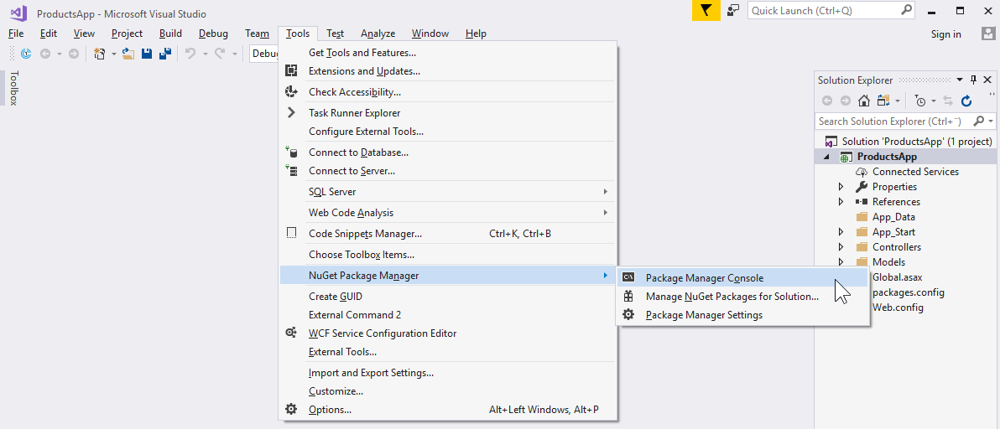 ProductsApp - Microsoft Visual Studio
Quick Launch (Ctrl+Q)
File Edit View Project Build Debug Team Tools Test Analyze Window Help
Sign in
Debug
Toolbox
Get Tools and Features...
Extensions and Updates...
Check Accessibility...
Task Runner Explorer
Configure External Tools...
Connect to Database...
Connect to Server...
SQL Server
Web Code Analysis
Code Snippets Manager... Ctrl+K, Ctrl+B
Choose Toolbox Items...
NuGet Package Manager
Create GUID
External Command 2
WCF Service Configuration Editor
External Tools...
Import and Export Settings...
Customize...
Options... Alt+Left Windows, Alt+P
C:\
Package Manager Console
Manage NuGet Packages for Solution...
Package Manager Settings
Solution Explorer
Search Solution Explorer (Ctrl+¨)
Solution 'ProductsApp' (1 project)
ProductsApp
Connected Services
Properties
References
App_Data
App_Start
Controllers
Models
Global.asax
packages.config
Web.config